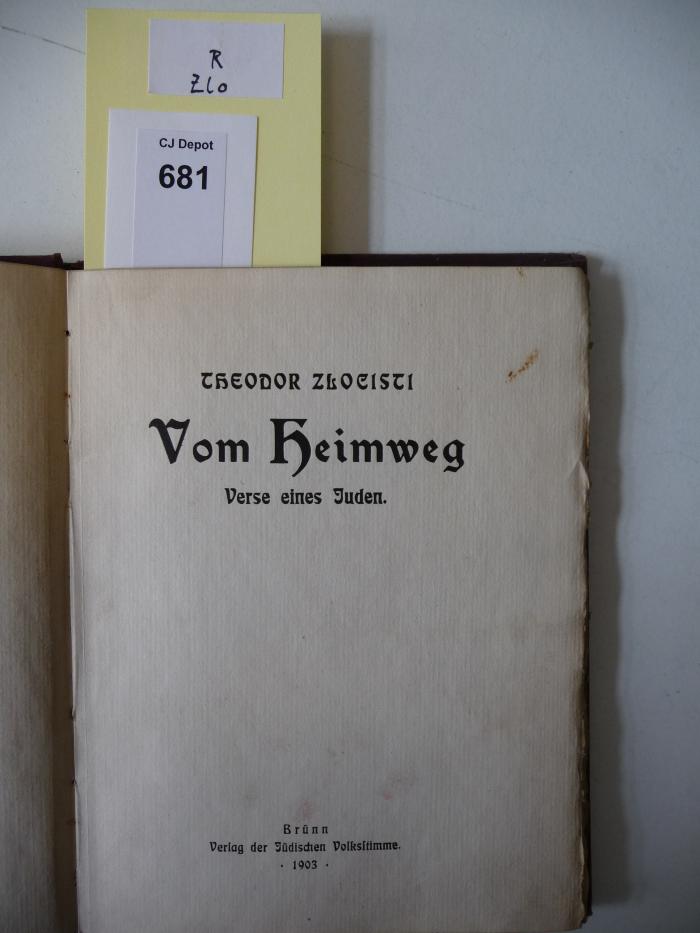 R
Zlo
CJ Depot
681
THEODOR ZLOCISTI
Vom Heimweg
Verse eines Juden.
Brünn
Verlag der Jüdischen Volksstimme.
· 1903 ·